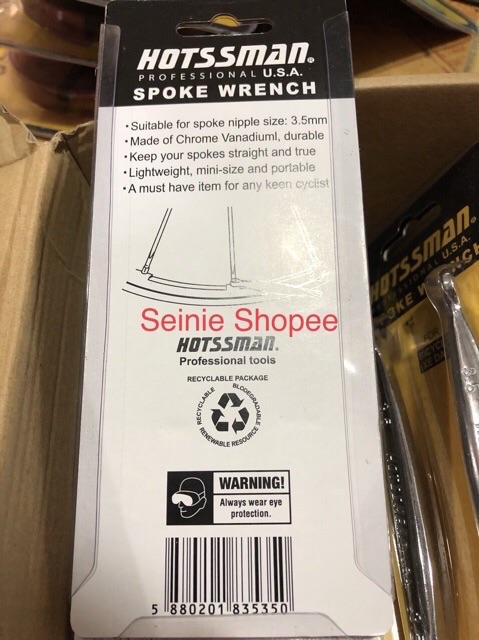 HOTSSMAN®
PROFESSIONAL U.S.A.
SPOKE WRENCH
• Suitable for spoke nipple size: 3.5mm
• Made of Chrome Vanadiuml, durable
• Keep your spokes straight and true
• Lightweight, mini-size and portable
• A must have item for any keen cyclist
Seinie Shopee
HOTSSMAN®
Professional tools
RECYCLABLE PACKAGE
RECYCLABLE
BIODEGRADABLE
RENEWABLE RESOURCE
WARNING!
Always wear eye
protection.
5 880201 835350
HOTSSMAN
PROFESSIONAL U.S.A.
SPOKE WRENCH